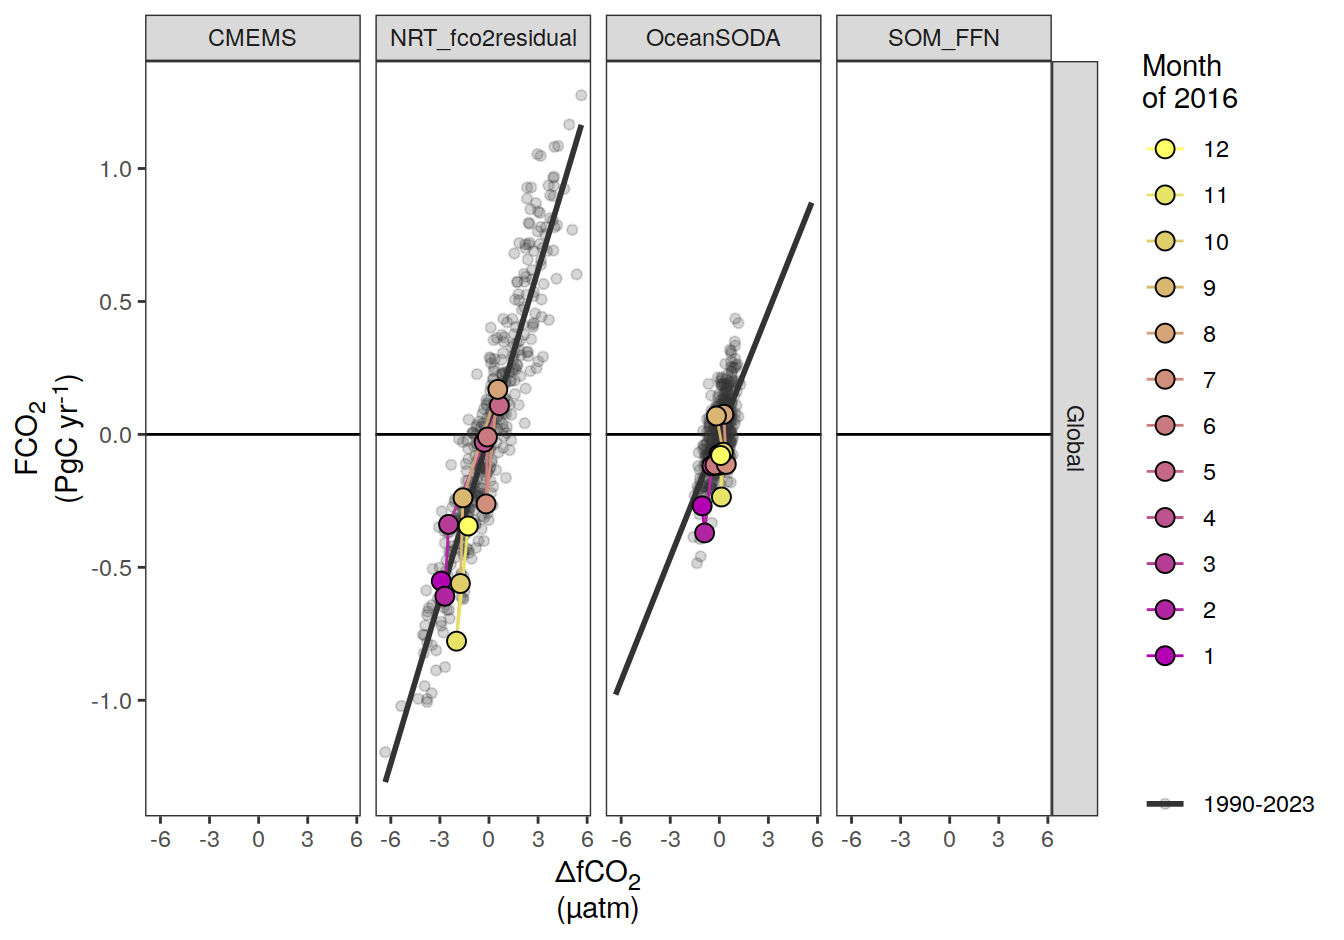 CMEMS NRT_fco2residual OceanSODA SOM_FFN
Month
of 2016
12
11
10
9
8
7
6
5
4
3
2
1
1990-2023
Global
1.0
0.5
0.0
-0.5
-1.0
FCO₂
(PgC yr⁻¹)
-6 -3 0 3 6 -6 -3 0 3 6 -6 -3 0 3 6 -6 -3 0 3 6
ΔfCO₂
(µatm)